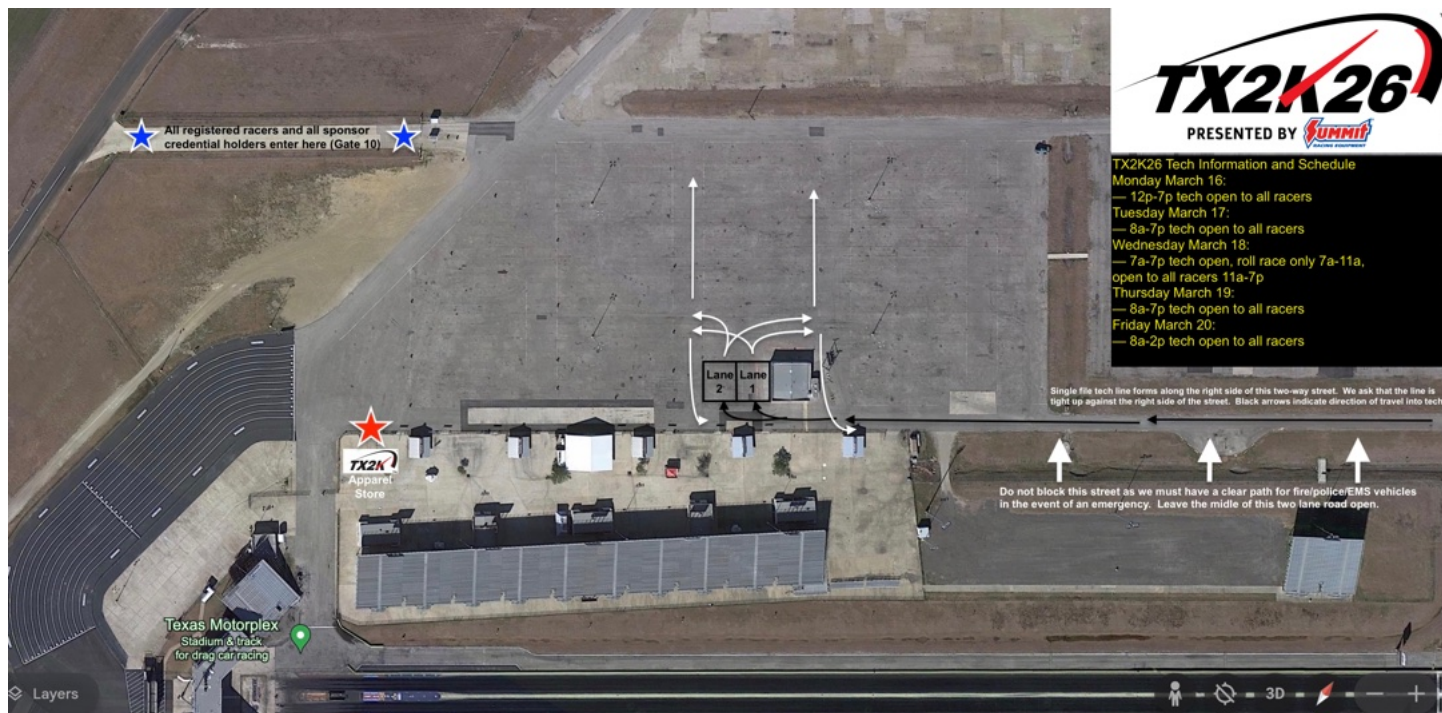 TX2K26
PRESENTED BY SUMMIT
RACING EQUIPMENT
TX2K26 Tech Information and Schedule
Monday March 16:
— 12p-7p tech open to all racers
Tuesday March 17:
— 8a-7p tech open to all racers
Wednesday March 18:
— 7a-7p tech open, roll race only 7a-11a,
open to all racers 11a-7p
Thursday March 19:
— 8a-7p tech open to all racers
Friday March 20:
— 8a-2p tech open to all racers
All registered racers and all sponsor
credential holders enter here (Gate 10)
Lane
2
Lane
1
Single file tech line forms along the right side of this two-way street. We ask that the line is
tight up against the right side of the street. Black arrows indicate direction of travel into tech
TX2K
Apparel
Store
Do not block this street as we must have a clear path for fire/police/EMS vehicles
in the event of an emergency. Leave the midle of this two lane road open.
Texas Motorplex
Stadium & track
for drag car racing
Layers
3D